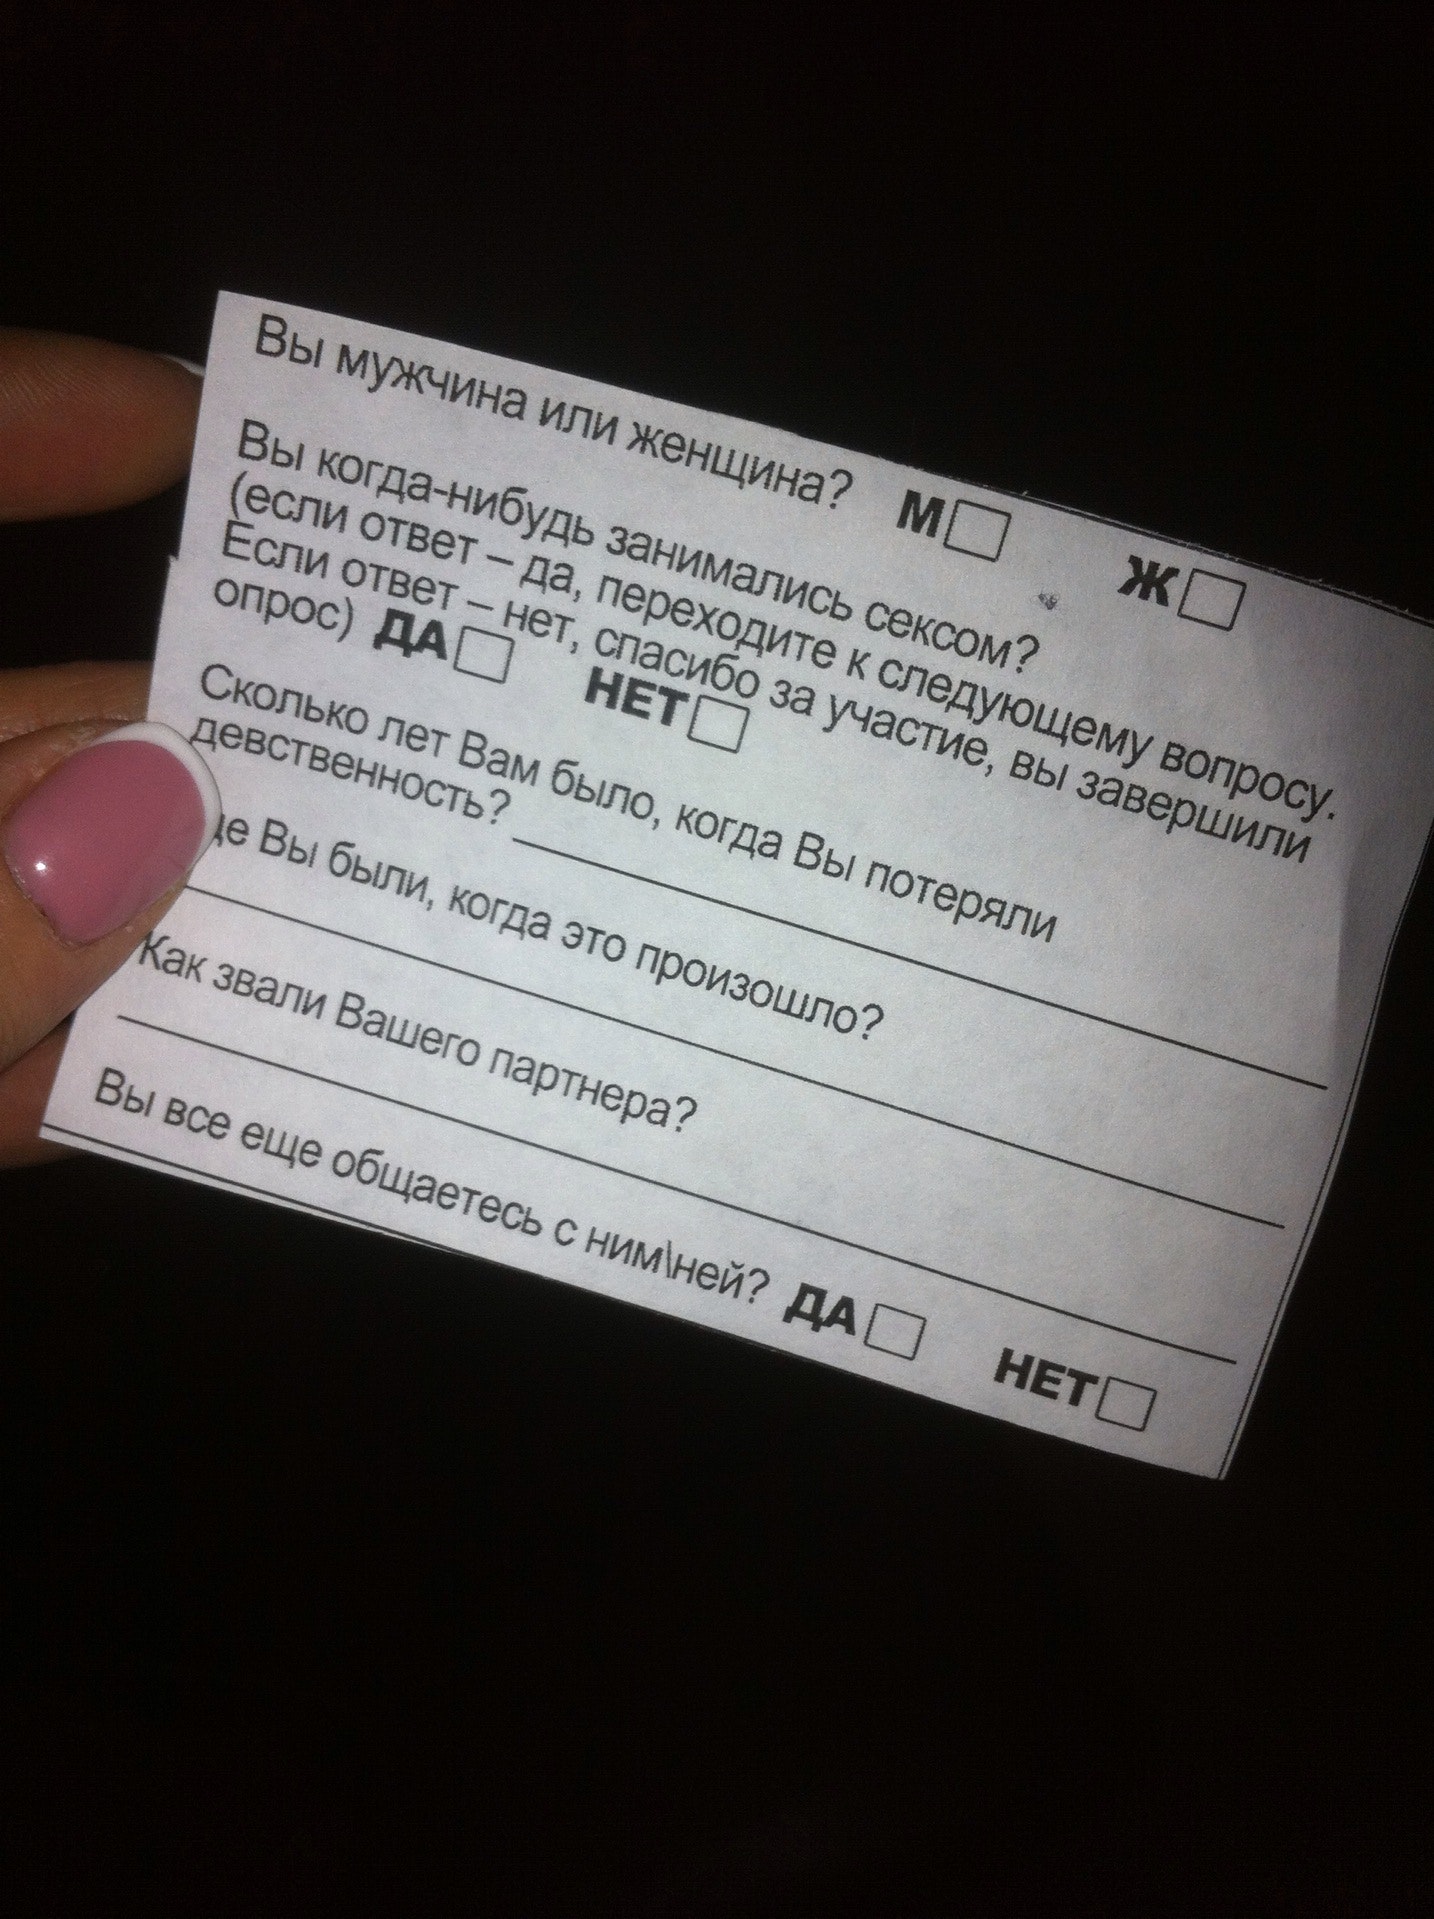 Вы мужчина или женщина? М Ж
Вы когда-нибудь занимались сексом?
(если ответ – да, переходите к следующему вопросу.
Если ответ – нет, спасибо за участие, вы завершили
опрос) ДА НЕТ
Сколько лет Вам было, когда Вы потеряли
девственность?
Вы были, когда это произошло?
Как звали Вашего партнера?
Вы все еще общаетесь с ним\ней? ДА НЕТ